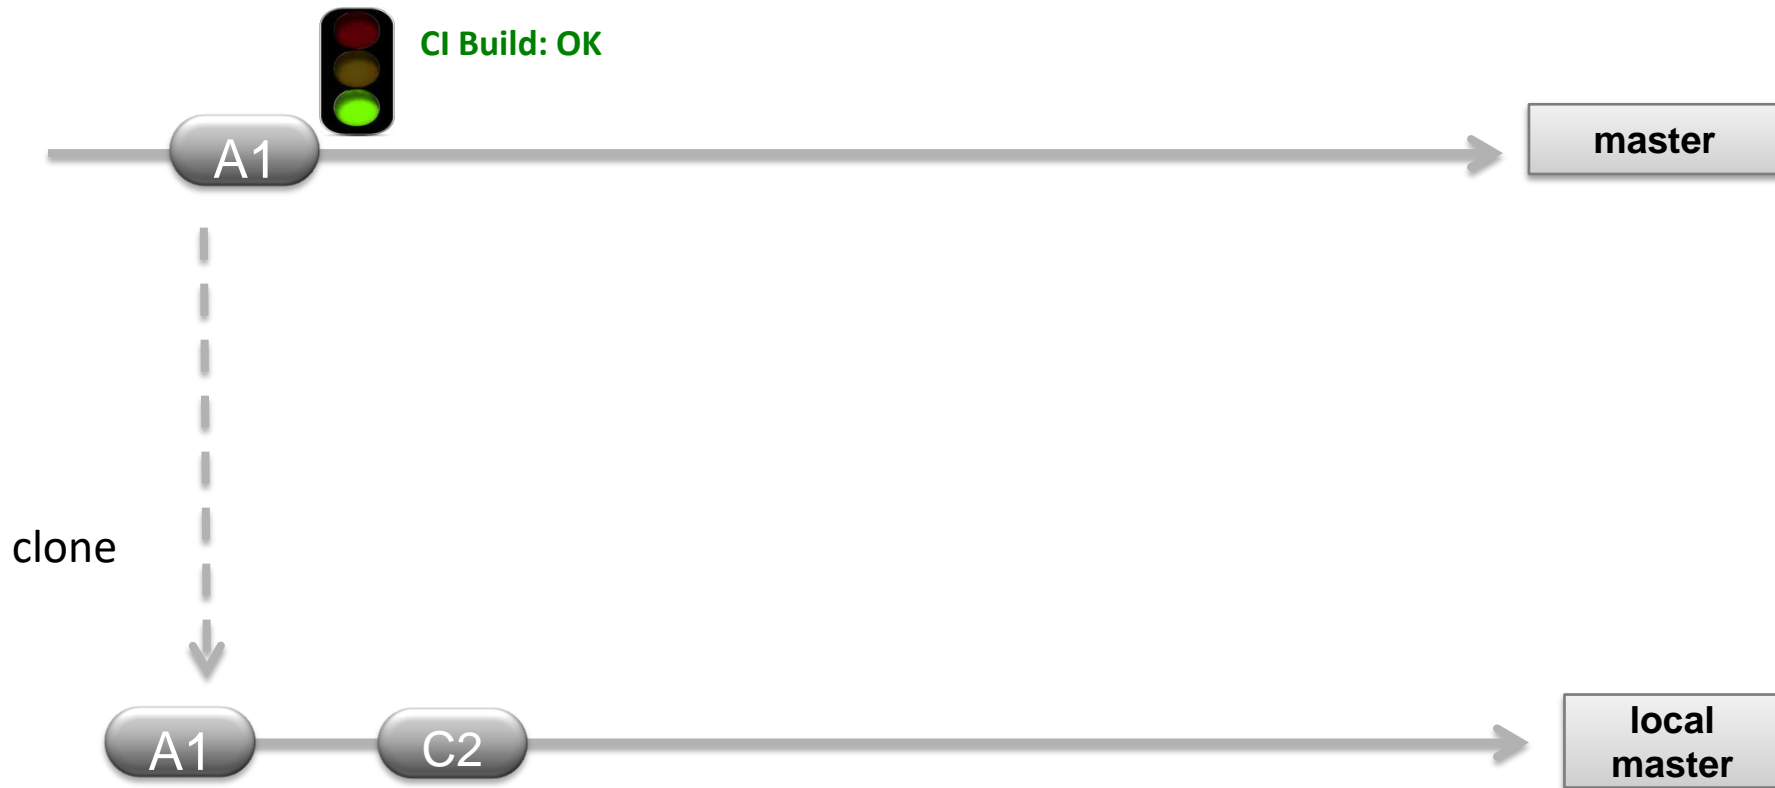 CI Build: OK
A1
master
clone
A1
C2
local
master